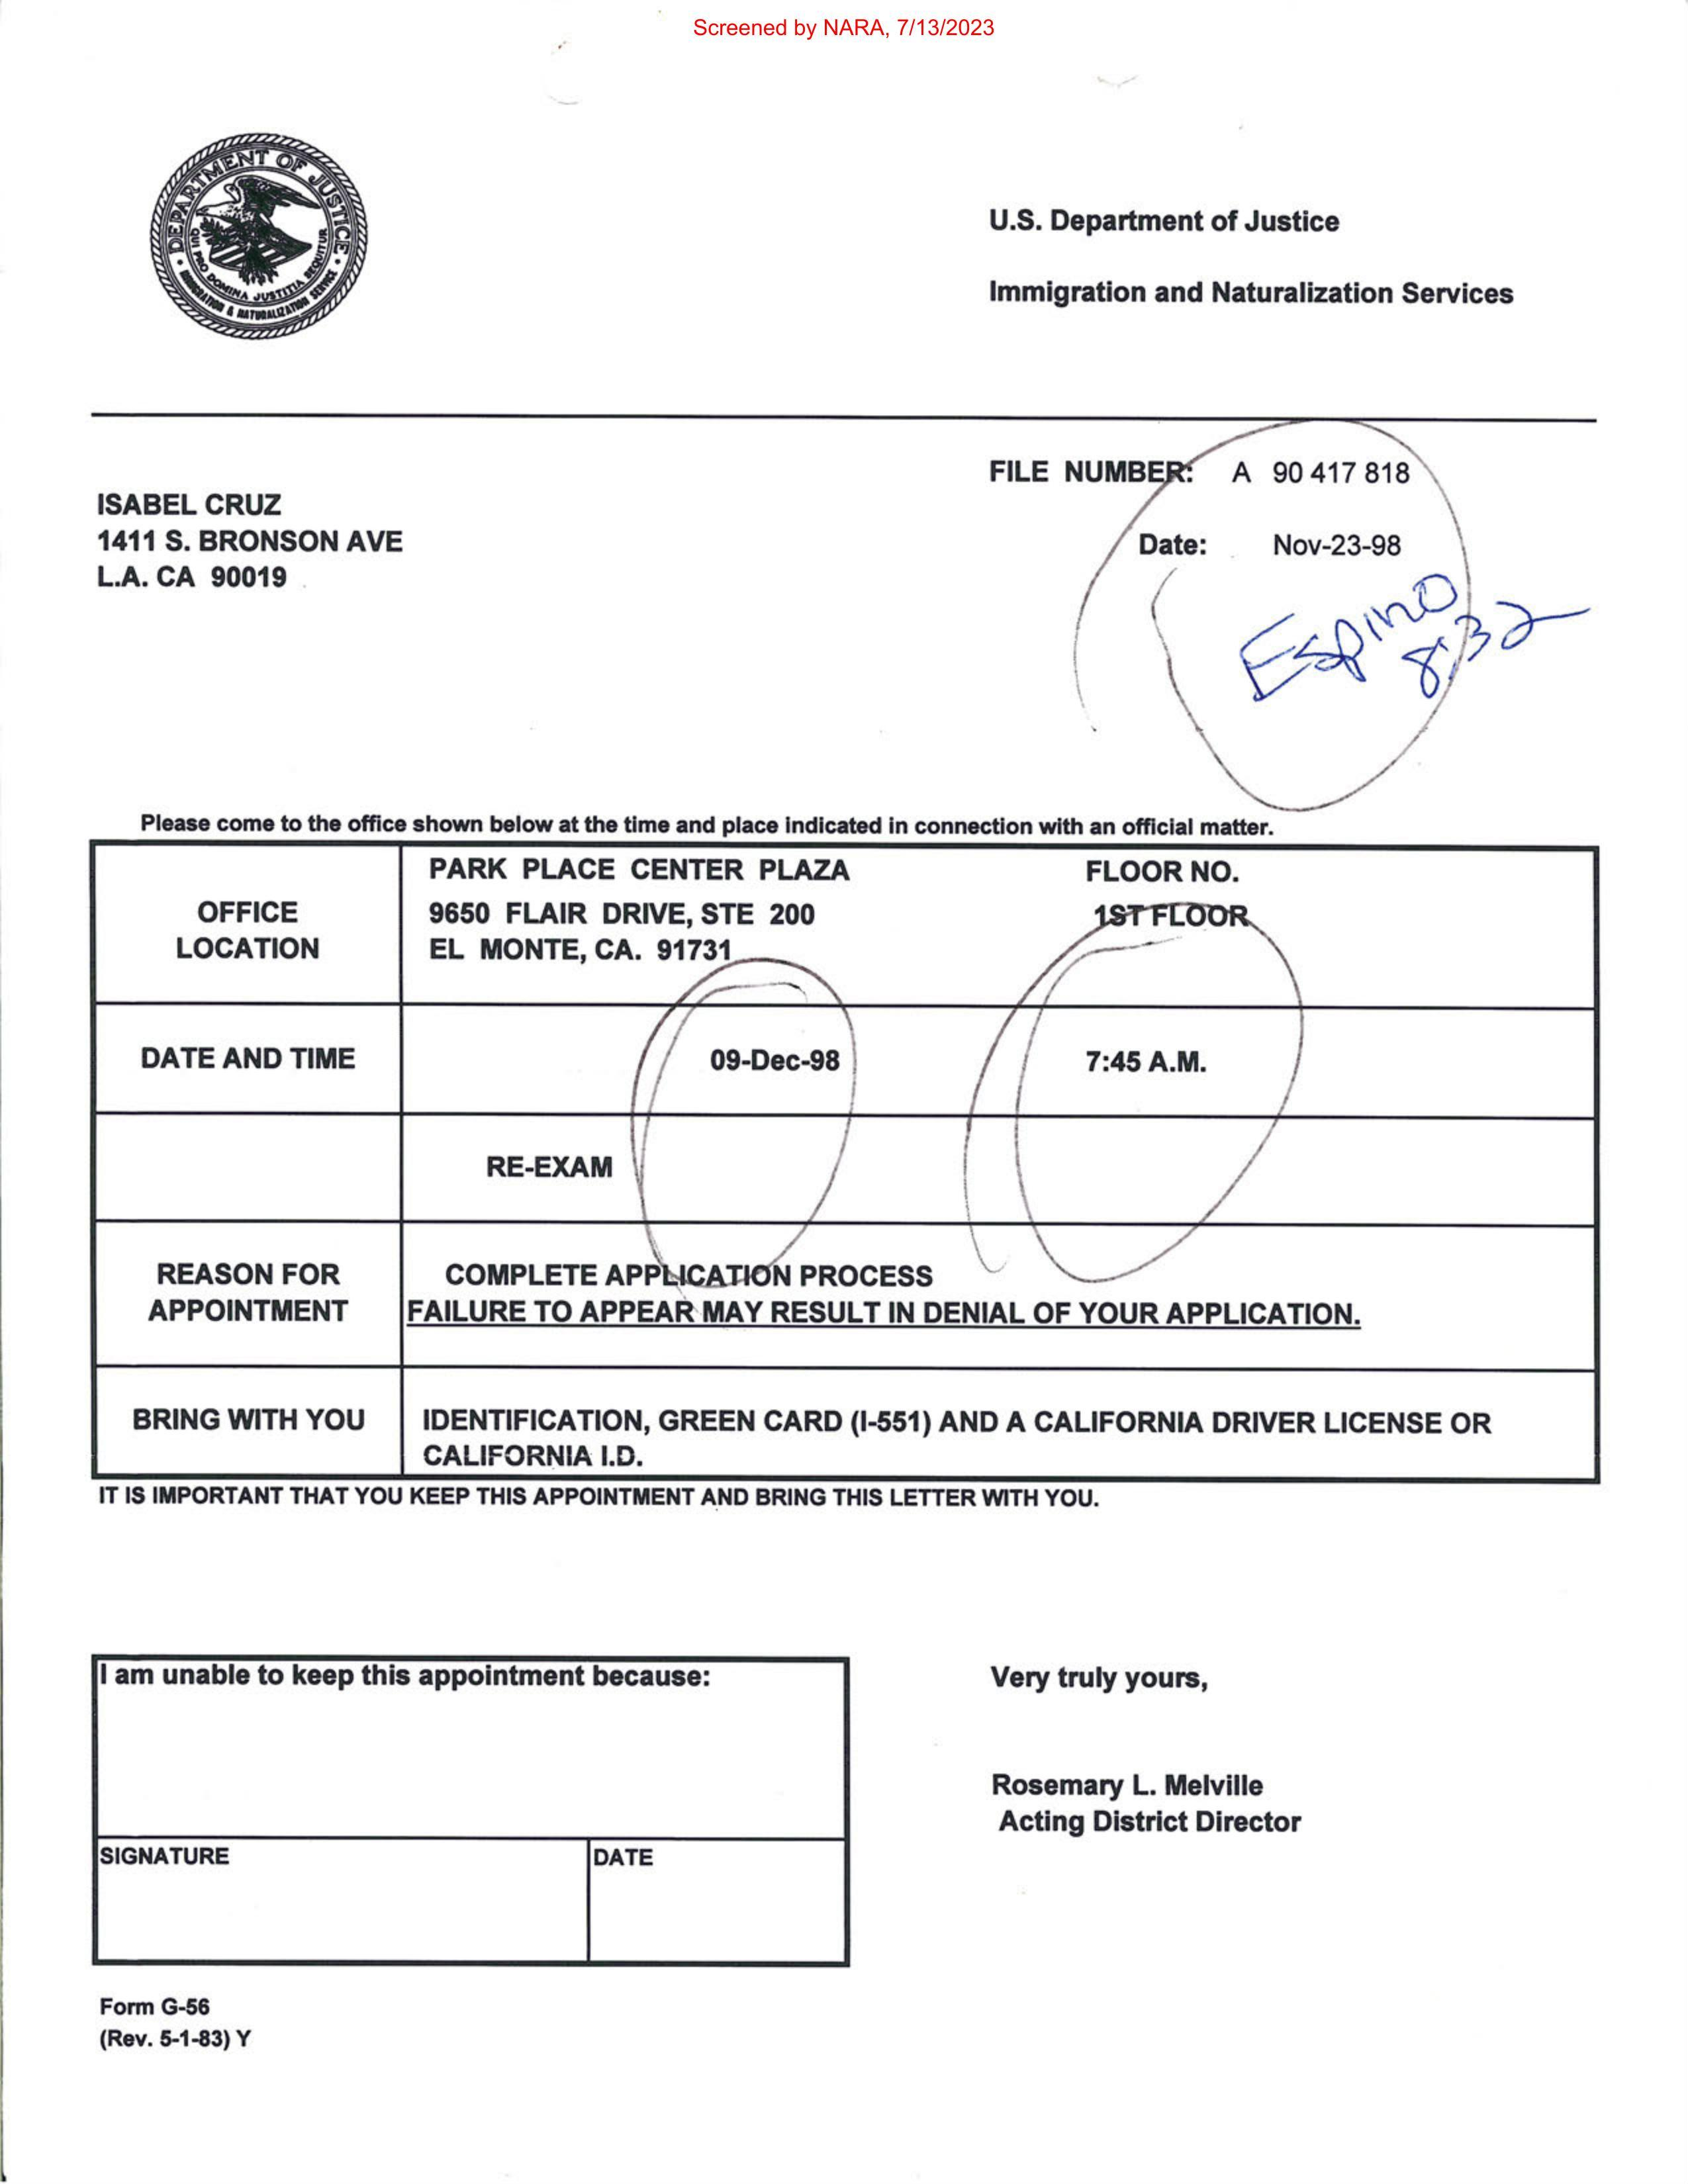 Screened by NARA, 7/13/2023
DEPARTMENT OF JUSTICE
QUI PRO DOMINA JUSTITIA SEQUITUR
IMMIGRATION & NATURALIZATION SERVICE
U.S. Department of Justice
Immigration and Naturalization Services
FILE NUMBER: A 90 417 818
ISABEL CRUZ
1411 S. BRONSON AVE
L.A. CA 90019
Date: Nov-23-98
Espino
8:32
Please come to the office shown below at the time and place indicated in connection with an official matter.
OFFICE
LOCATION
PARK PLACE CENTER PLAZA
9650 FLAIR DRIVE, STE 200
EL MONTE, CA. 91731
FLOOR NO.
1ST FLOOR
DATE AND TIME
09-Dec-98
7:45 A.M.
RE-EXAM
REASON FOR
APPOINTMENT
COMPLETE APPLICATION PROCESS
FAILURE TO APPEAR MAY RESULT IN DENIAL OF YOUR APPLICATION.
BRING WITH YOU
IDENTIFICATION, GREEN CARD (I-551) AND A CALIFORNIA DRIVER LICENSE OR
CALIFORNIA I.D.
IT IS IMPORTANT THAT YOU KEEP THIS APPOINTMENT AND BRING THIS LETTER WITH YOU.
I am unable to keep this appointment because:
SIGNATURE
DATE
Very truly yours,
Rosemary L. Melville
Acting District Director
Form G-56
(Rev. 5-1-83) Y